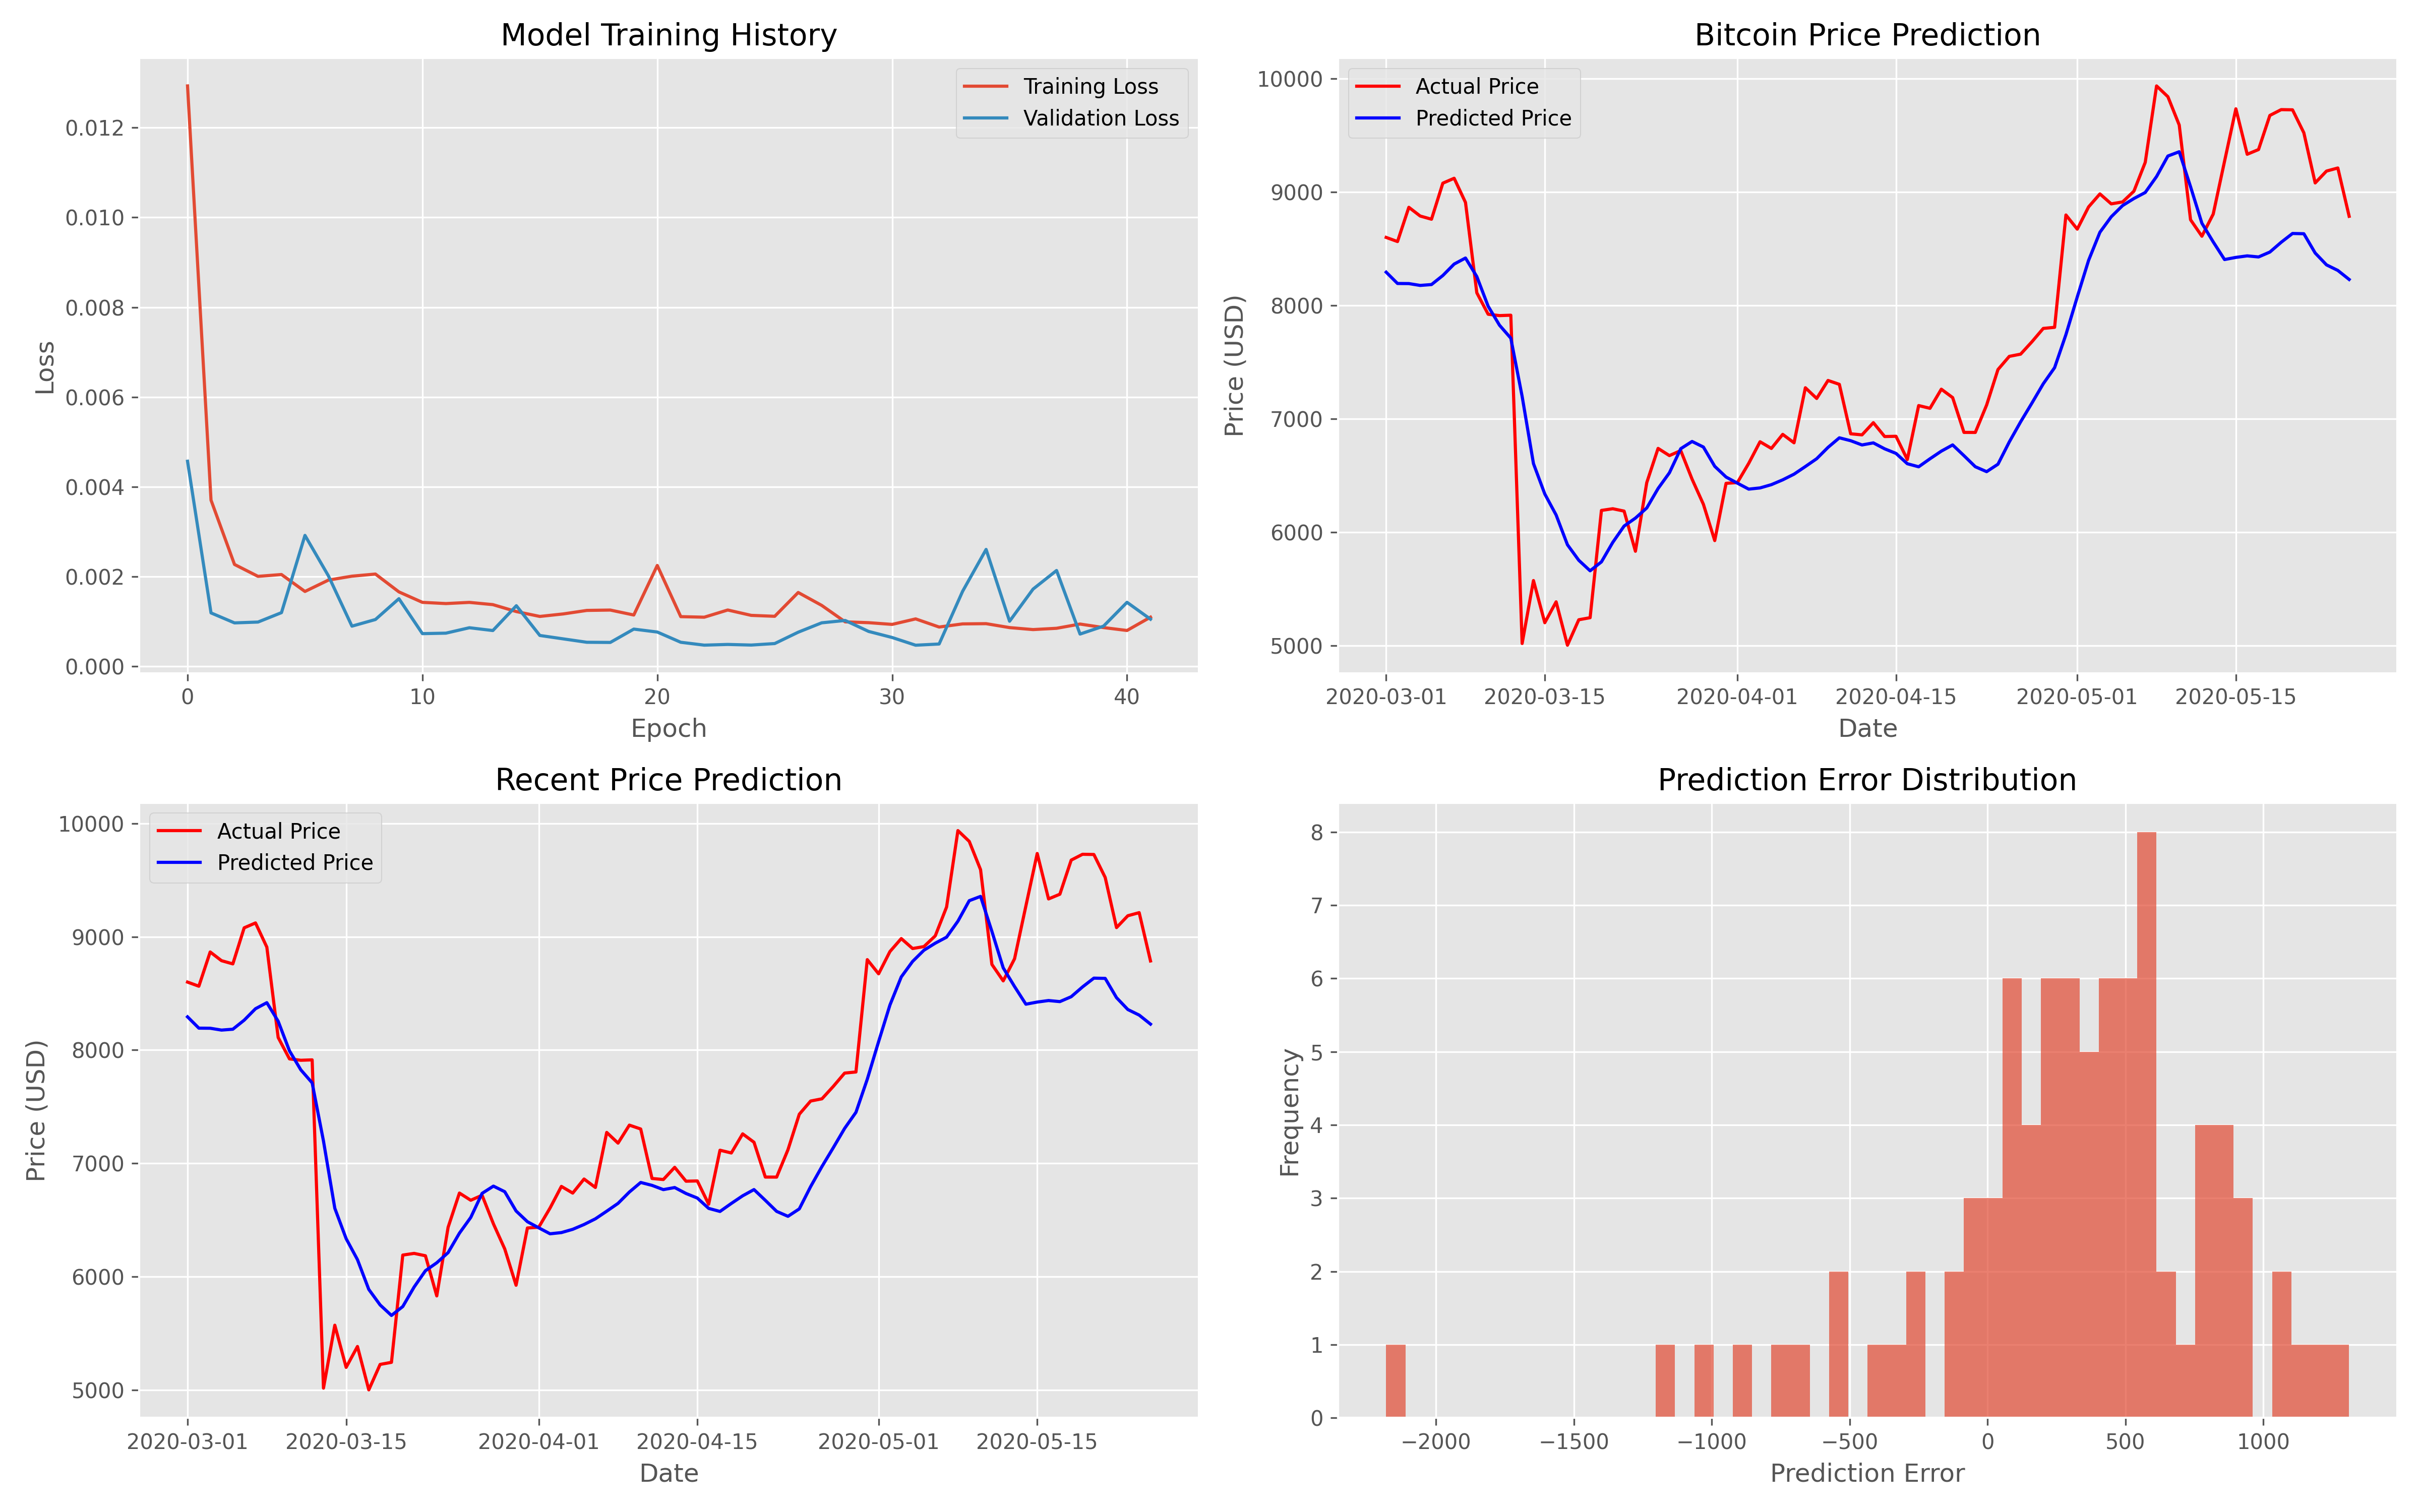 Model Training History
Training Loss
Validation Loss
0.012
0.010
0.008
0.006
0.004
0.002
0.000
Loss
0 10 20 30 40
Epoch
Bitcoin Price Prediction
Actual Price
Predicted Price
10000
9000
8000
7000
6000
5000
Price (USD)
2020-03-01 2020-03-15 2020-04-01 2020-04-15 2020-05-01 2020-05-15
Date
Recent Price Prediction
Actual Price
Predicted Price
10000
9000
8000
7000
6000
5000
Price (USD)
2020-03-01 2020-03-15 2020-04-01 2020-04-15 2020-05-01 2020-05-15
Date
Prediction Error Distribution
8
7
6
5
4
3
2
1
0
Frequency
−2000 −1500 −1000 −500 0 500 1000
Prediction Error